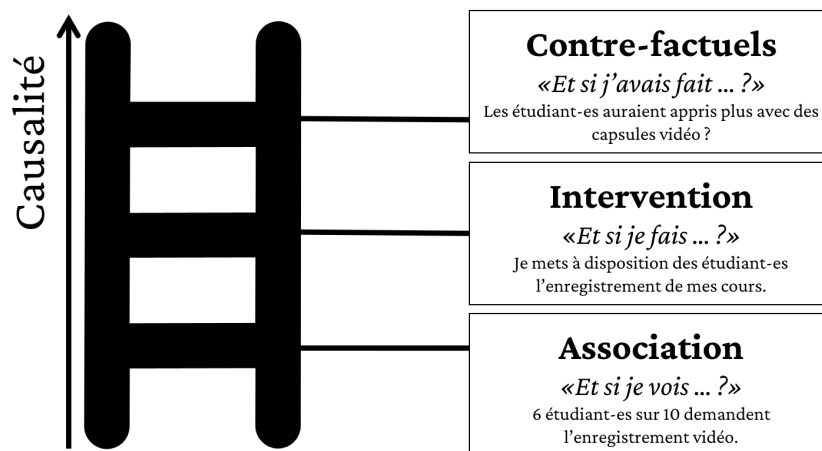 Causalité
Contre-factuels
«Et si j’avais fait ... ?»
Les étudiant-es auraient appris plus avec des
capsules vidéo ?
Intervention
«Et si je fais ... ?»
Je mets à disposition des étudiant-es
l’enregistrement de mes cours.
Association
«Et si je vois ... ?»
6 étudiant-es sur 10 demandent
l’enregistrement vidéo.